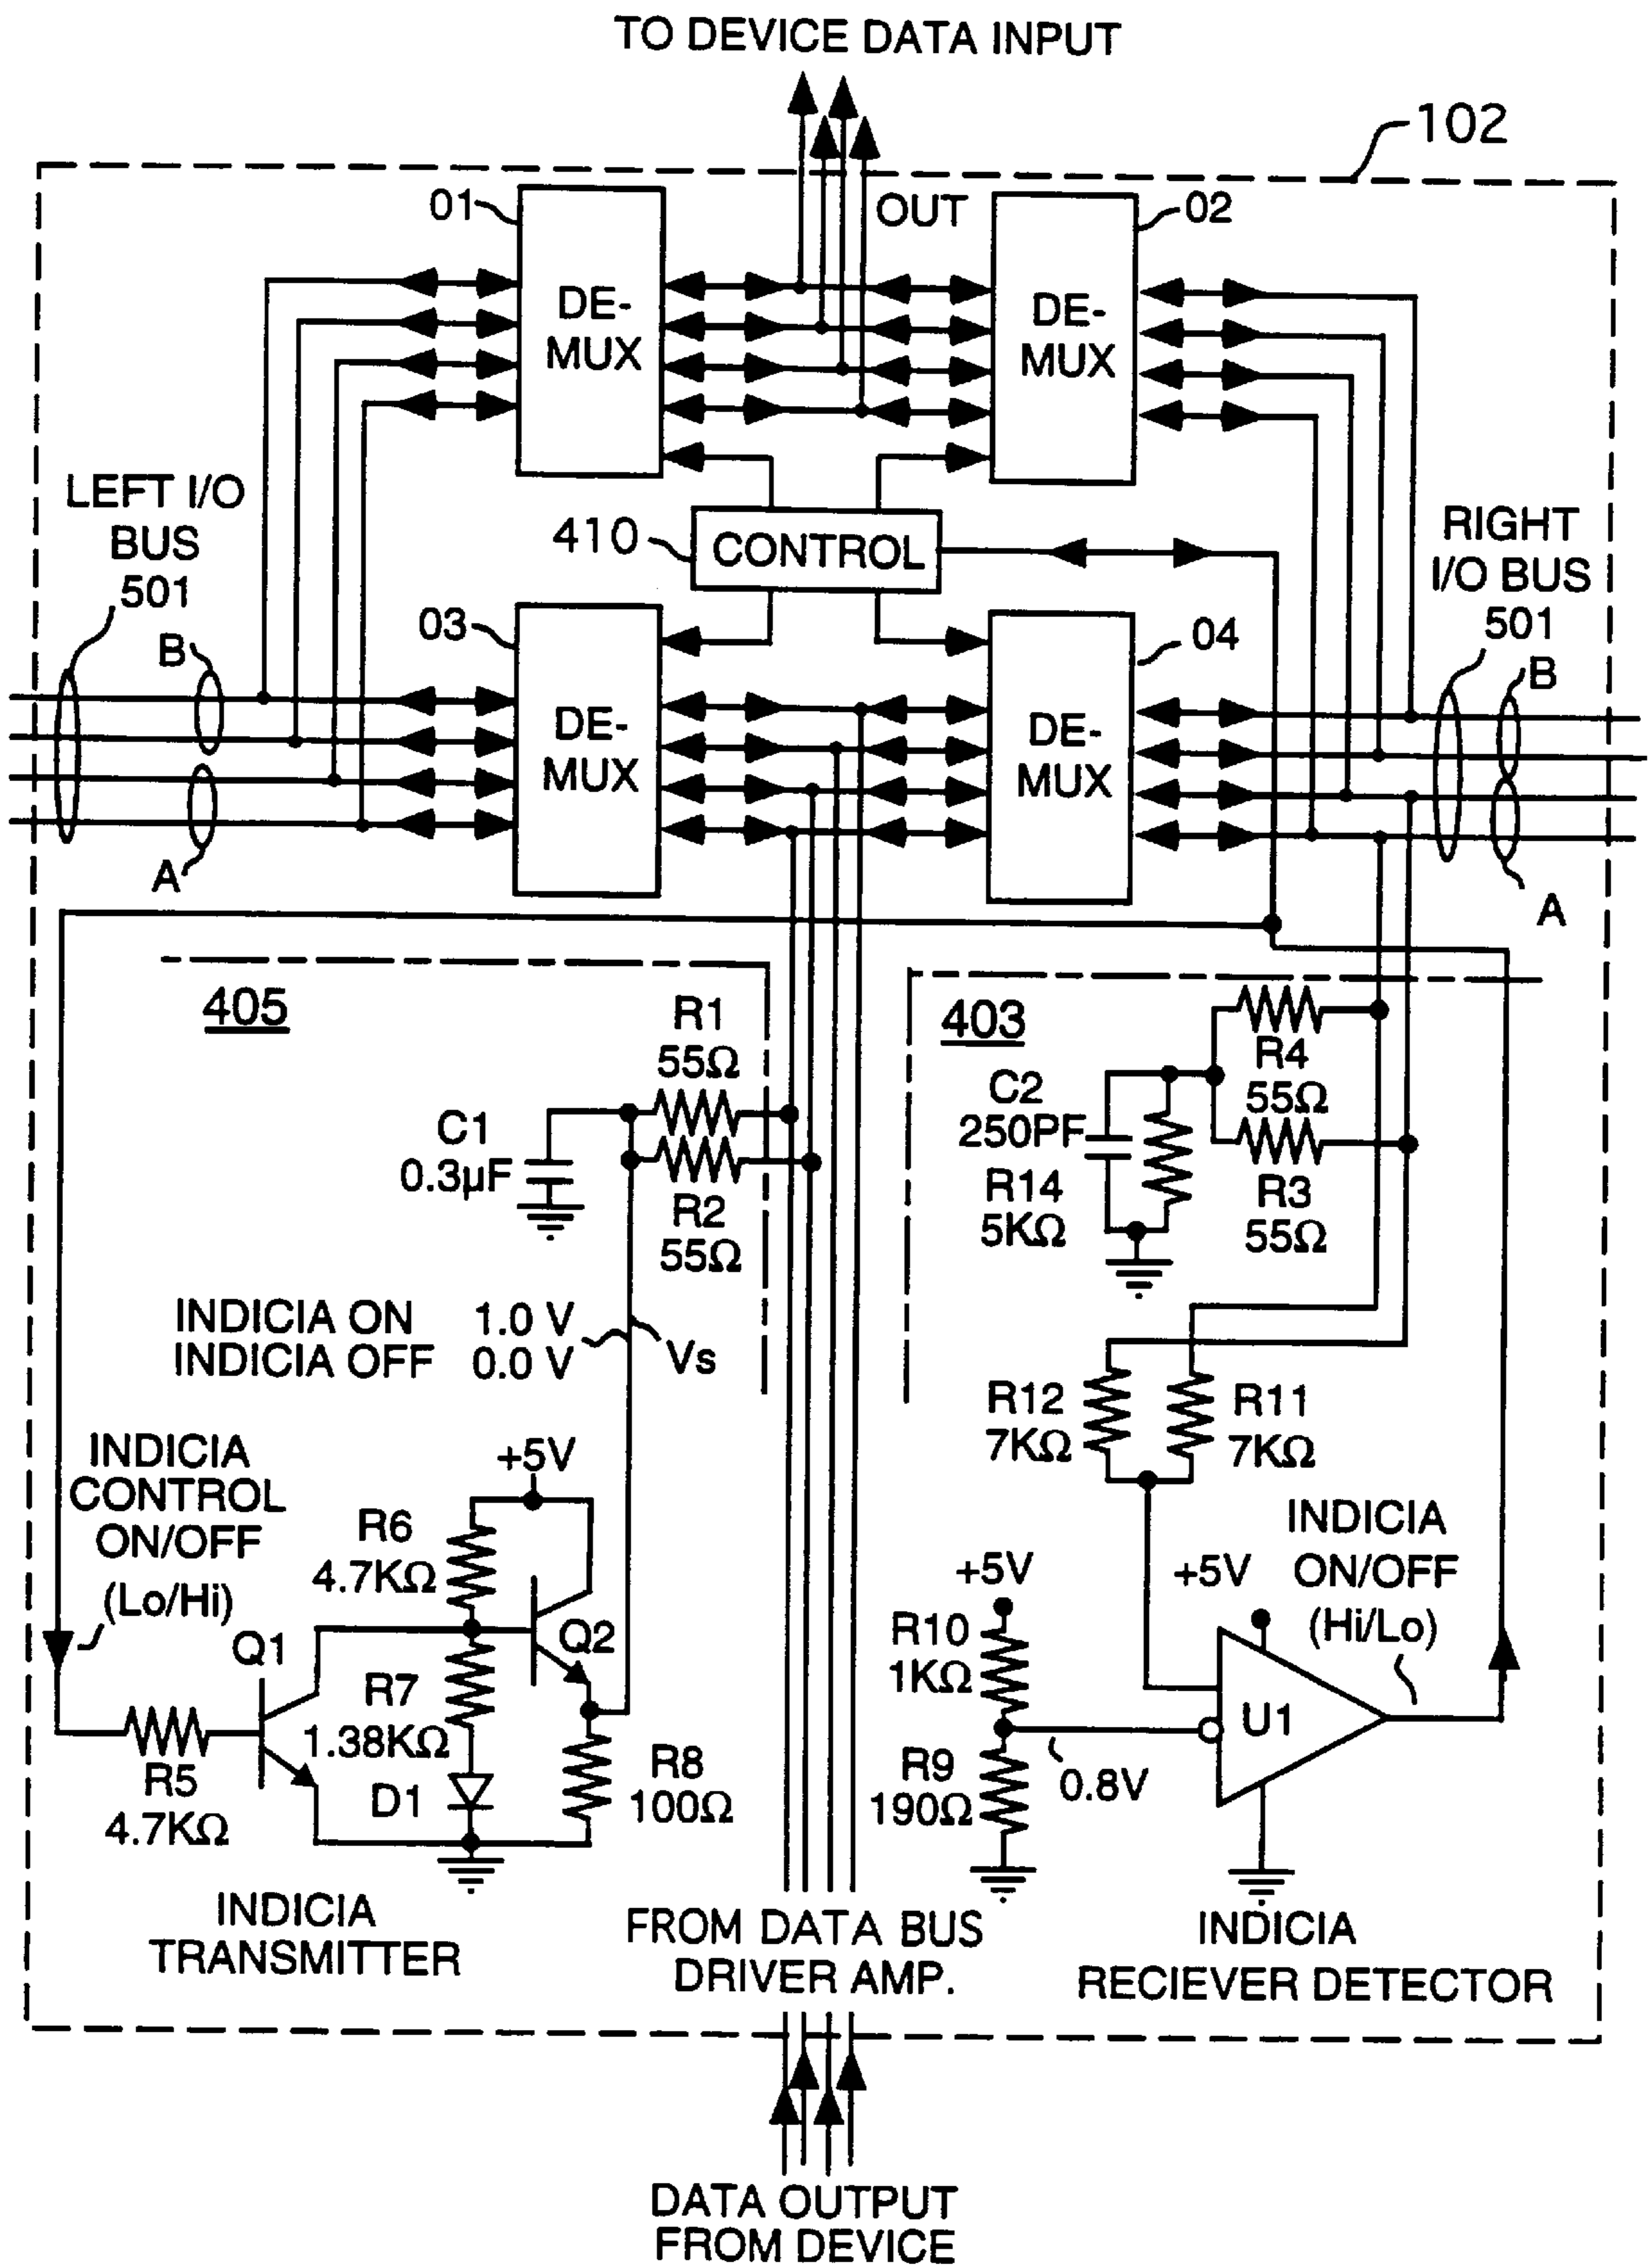 TO DEVICE DATA INPUT
102
01
OUT
02
DE-
MUX
DE-
MUX
LEFT I/O
BUS
501
410
CONTROL
RIGHT
I/O BUS
501
03
04
B
B
DE-
MUX
DE-
MUX
A
A
405
R1
55Ω
C1
0.3µF
R2
55Ω
403
R4
55Ω
C2
250PF
R14
5KΩ
R3
55Ω
INDICIA ON 1.0 V
INDICIA OFF 0.0 V
Vs
R12
7KΩ
R11
7KΩ
INDICIA
CONTROL
ON/OFF
(Lo/Hi)
+5V
R6
4.7KΩ
Q1
Q2
R7
1.38KΩ
R5
4.7KΩ
D1
R8
100Ω
+5V
R10
1KΩ
R9
190Ω
0.8V
+5V
U1
INDICIA
ON/OFF
(Hi/Lo)
INDICIA
TRANSMITTER
FROM DATA BUS
DRIVER AMP.
INDICIA
RECIEVER DETECTOR
DATA OUTPUT
FROM DEVICE